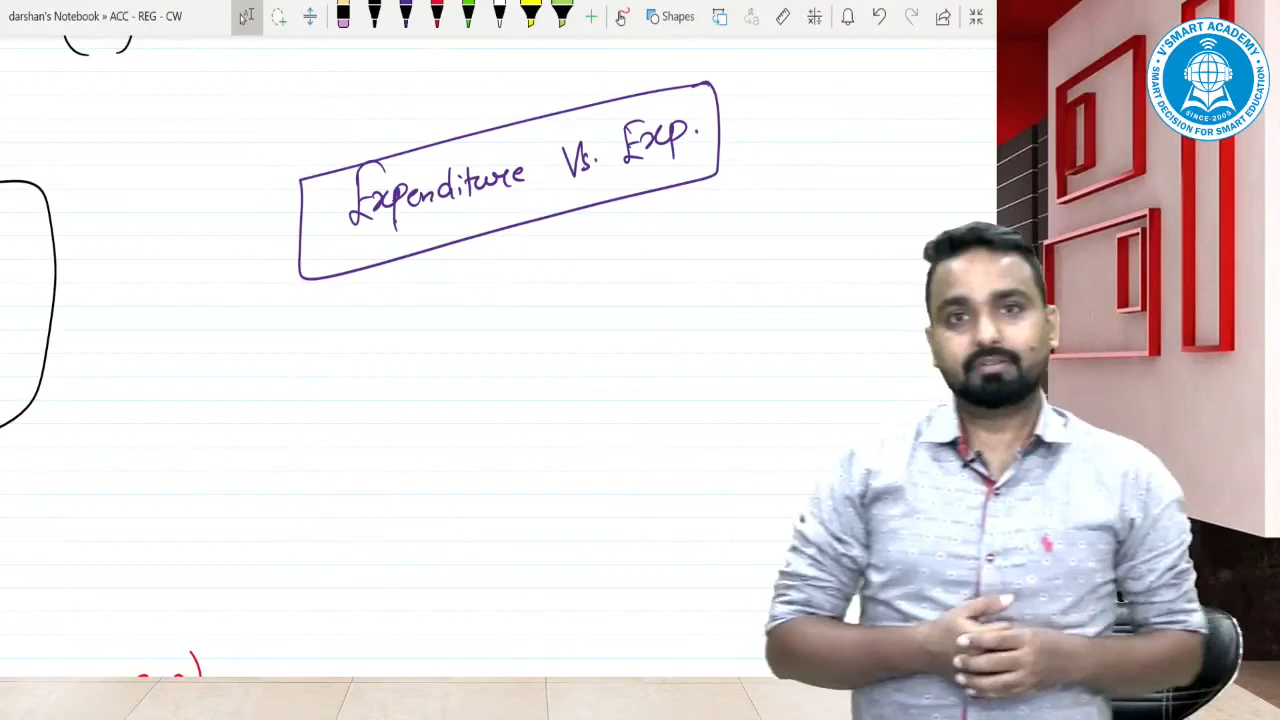 darshan's Notebook » ACC - REG - CW
Shapes
Expenditure Vs. Exp.
V'SMART ACADEMY
SMART DECISION FOR SMART EDUCATION
SINCE-2005